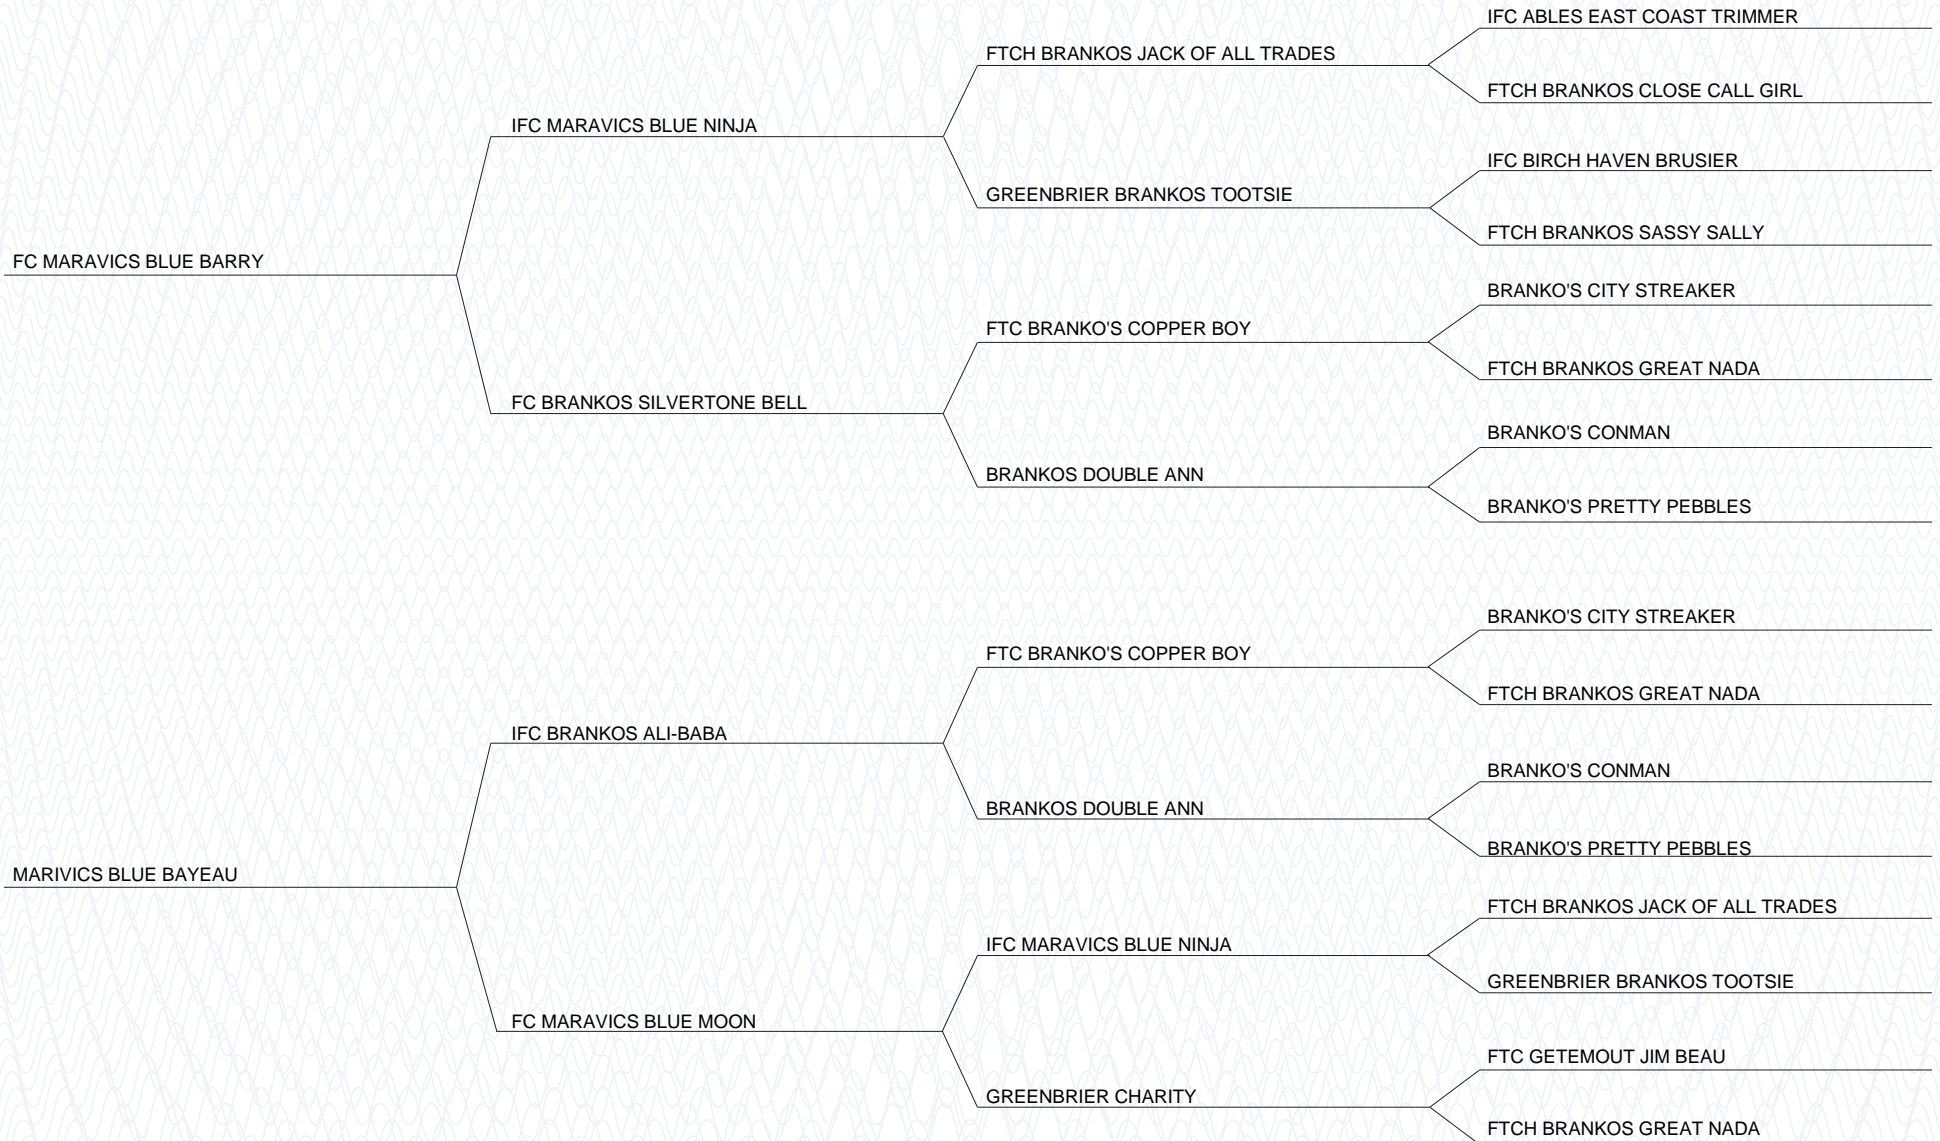 IFC ABLES EAST COAST TRIMMER
FTCH BRANKOS JACK OF ALL TRADES
FTCH BRANKOS CLOSE CALL GIRL
IFC MARAVICS BLUE NINJA
IFC BIRCH HAVEN BRUSIER
GREENBRIER BRANKOS TOOTSIE
FTCH BRANKOS SASSY SALLY
FC MARAVICS BLUE BARRY
BRANKO'S CITY STREAKER
FTC BRANKO'S COPPER BOY
FTCH BRANKOS GREAT NADA
FC BRANKOS SILVERTONE BELL
BRANKO'S CONMAN
BRANKOS DOUBLE ANN
BRANKO'S PRETTY PEBBLES
BRANKO'S CITY STREAKER
FTC BRANKO'S COPPER BOY
FTCH BRANKOS GREAT NADA
IFC BRANKOS ALI-BABA
BRANKO'S CONMAN
BRANKOS DOUBLE ANN
BRANKO'S PRETTY PEBBLES
MARIVICS BLUE BAYEAU
FTCH BRANKOS JACK OF ALL TRADES
IFC MARAVICS BLUE NINJA
GREENBRIER BRANKOS TOOTSIE
FC MARAVICS BLUE MOON
FTC GETEMOUT JIM BEAU
GREENBRIER CHARITY
FTCH BRANKOS GREAT NADA